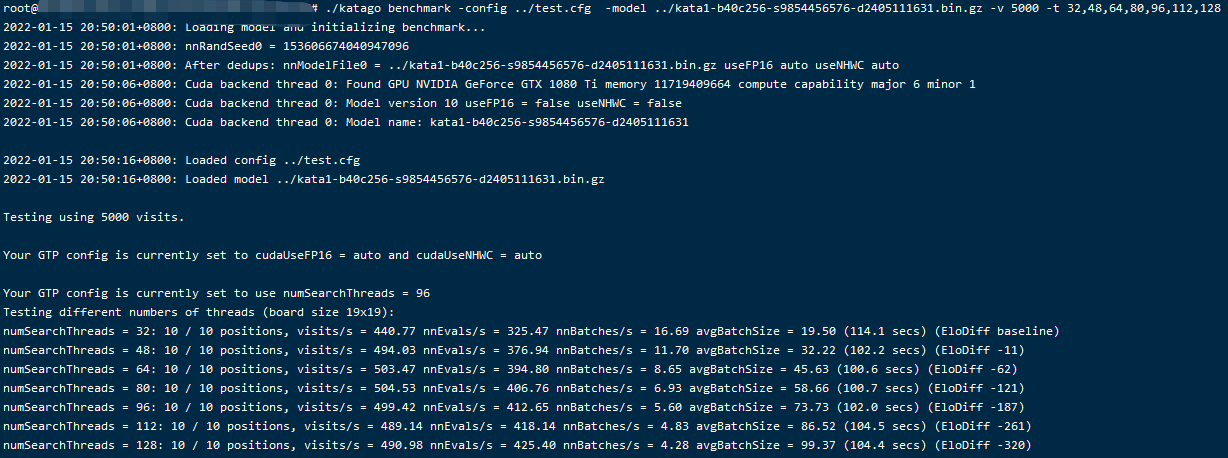 root@ # ./katago benchmark -config ../test.cfg  -model ../kata1-b40c256-s9854456576-d2405111631.bin.gz -v 5000 -t 32,48,64,80,96,112,128
2022-01-15 20:50:01+0800: Loading model and initializing benchmark...
2022-01-15 20:50:01+0800: nnRandSeed0 = 153606674040947096
2022-01-15 20:50:01+0800: After dedups: nnModelFile0 = ../kata1-b40c256-s9854456576-d2405111631.bin.gz useFP16 auto useNHWC auto
2022-01-15 20:50:06+0800: Cuda backend thread 0: Found GPU NVIDIA GeForce GTX 1080 Ti memory 11719409664 compute capability major 6 minor 1
2022-01-15 20:50:06+0800: Cuda backend thread 0: Model version 10 useFP16 = false useNHWC = false
2022-01-15 20:50:06+0800: Cuda backend thread 0: Model name: kata1-b40c256-s9854456576-d2405111631
2022-01-15 20:50:16+0800: Loaded config ../test.cfg
2022-01-15 20:50:16+0800: Loaded model ../kata1-b40c256-s9854456576-d2405111631.bin.gz
Testing using 5000 visits.
Your GTP config is currently set to cudaUseFP16 = auto and cudaUseNHWC = auto
Your GTP config is currently set to use numSearchThreads = 96
Testing different numbers of threads (board size 19x19):
numSearchThreads = 32: 10 / 10 positions, visits/s = 440.77 nnEvals/s = 325.47 nnBatches/s = 16.69 avgBatchSize = 19.50 (114.1 secs) (EloDiff baseline)
numSearchThreads = 48: 10 / 10 positions, visits/s = 494.03 nnEvals/s = 376.94 nnBatches/s = 11.70 avgBatchSize = 32.22 (102.2 secs) (EloDiff -11)
numSearchThreads = 64: 10 / 10 positions, visits/s = 503.47 nnEvals/s = 394.80 nnBatches/s = 8.65 avgBatchSize = 45.63 (100.6 secs) (EloDiff -62)
numSearchThreads = 80: 10 / 10 positions, visits/s = 504.53 nnEvals/s = 406.76 nnBatches/s = 6.93 avgBatchSize = 58.66 (100.7 secs) (EloDiff -121)
numSearchThreads = 96: 10 / 10 positions, visits/s = 499.42 nnEvals/s = 412.65 nnBatches/s = 5.60 avgBatchSize = 73.73 (102.0 secs) (EloDiff -187)
numSearchThreads = 112: 10 / 10 positions, visits/s = 489.14 nnEvals/s = 418.14 nnBatches/s = 4.83 avgBatchSize = 86.52 (104.5 secs) (EloDiff -261)
numSearchThreads = 128: 10 / 10 positions, visits/s = 490.98 nnEvals/s = 425.40 nnBatches/s = 4.28 avgBatchSize = 99.37 (104.4 secs) (EloDiff -320)